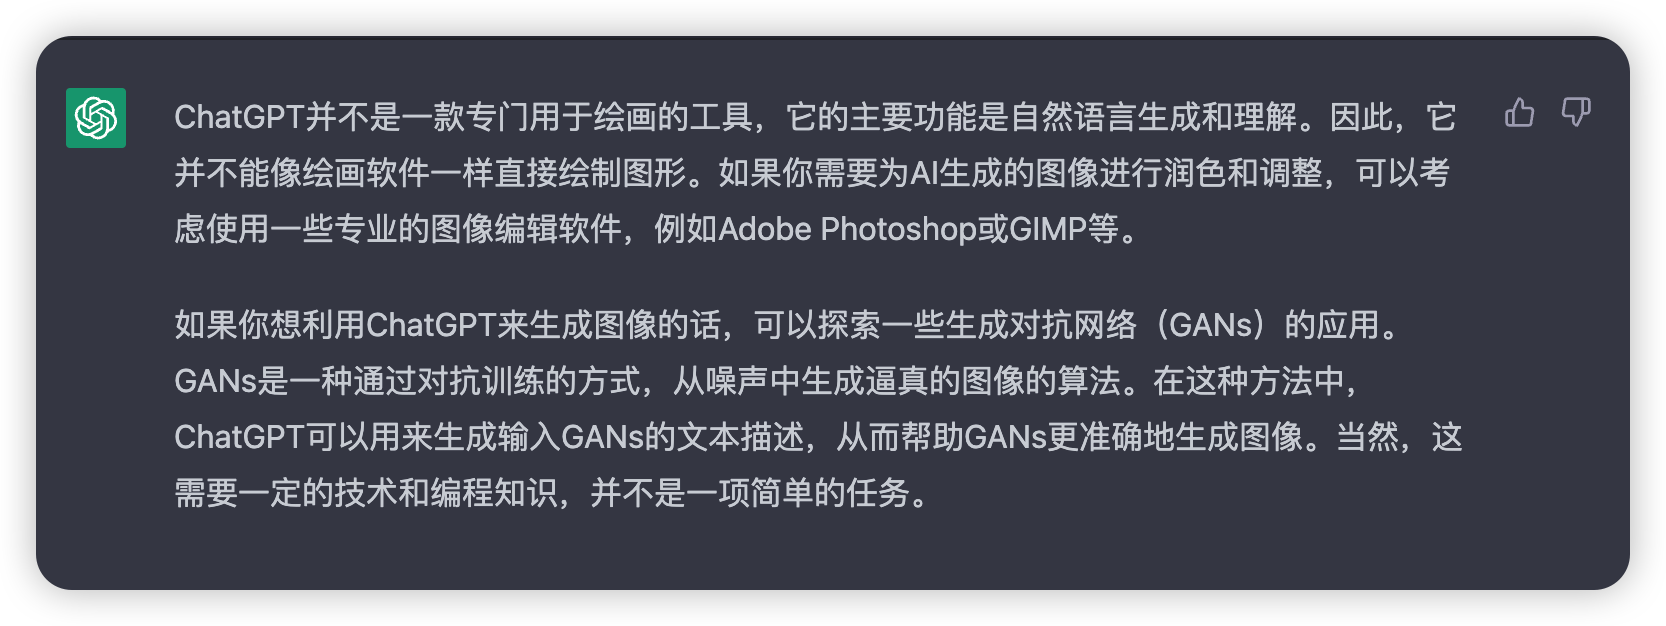 ChatGPT并不是一款专门用于绘画的工具，它的主要功能是自然语言生成和理解。因此，它
并不能像绘画软件一样直接绘制图形。如果你需要为AI生成的图像进行润色和调整，可以考
虑使用一些专业的图像编辑软件，例如Adobe Photoshop或GIMP等。
如果你想利用ChatGPT来生成图像的话，可以探索一些生成对抗网络（GANs）的应用。
GANs是一种通过对抗训练的方式，从噪声中生成逼真的图像的算法。在这种方法中，
ChatGPT可以用来生成输入GANs的文本描述，从而帮助GANs更准确地生成图像。当然，这
需要一定的技术和编程知识，并不是一项简单的任务。